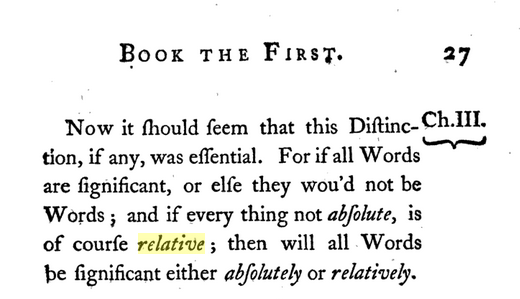 BOOK THE FIRST. 27
Now it ſhould ſeem that this Diſtinc- Ch.III.
tion, if any, was eſſential. For if all Words
are ſignificant, or elſe they wou'd not be
Words; and if every thing not abſolute, is
of courſe relative; then will all Words
be ſignificant either abſolutely or relatively.